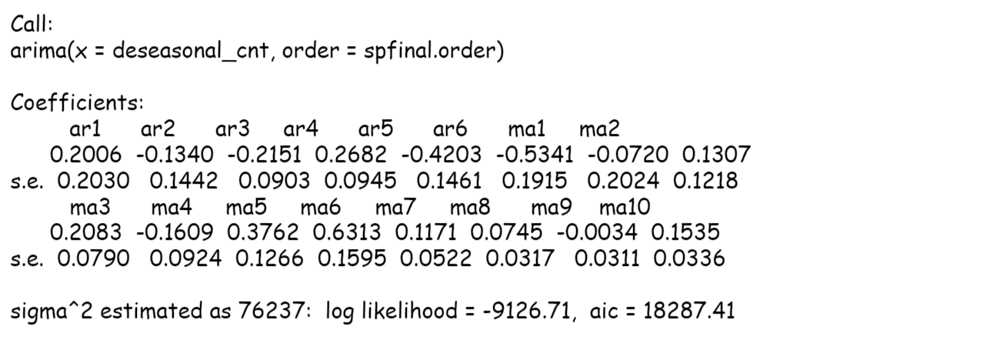 Call:
arima(x = deseasonal_cnt, order = spfinal.order)
Coefficients:
ar1 ar2 ar3 ar4 ar5 ar6 ma1 ma2
0.2006 -0.1340 -0.2151 0.2682 -0.4203 -0.5341 -0.0720 0.1307
s.e. 0.2030 0.1442 0.0903 0.0945 0.1461 0.1915 0.2024 0.1218
ma3 ma4 ma5 ma6 ma7 ma8 ma9 ma10
0.2083 -0.1609 0.3762 0.6313 0.1171 0.0745 -0.0034 0.1535
s.e. 0.0790 0.0924 0.1266 0.1595 0.0522 0.0317 0.0311 0.0336
sigma^2 estimated as 76237: log likelihood = -9126.71, aic = 18287.41